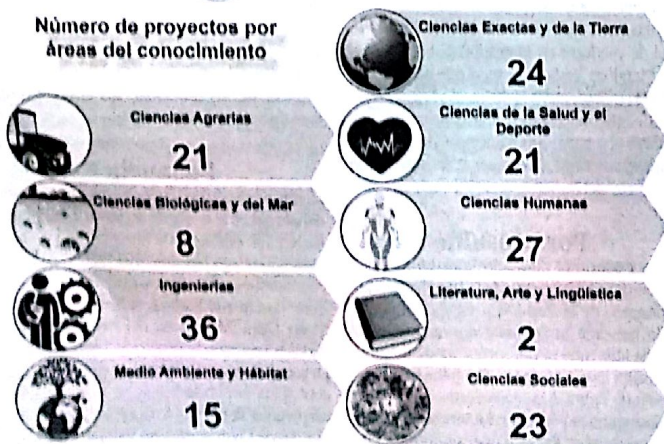 Número de proyectos por
áreas del conocimiento
Ciencias Agrarias
21
Ciencias Biológicas y del Mar
8
Ingenierías
36
Medio Ambiente y Hábitat
15
Ciencias Exactas y de la Tierra
24
Ciencias de la Salud y el
Deporte
21
Ciencias Humanas
27
Literatura, Arte y Lingüística
2
Ciencias Sociales
23